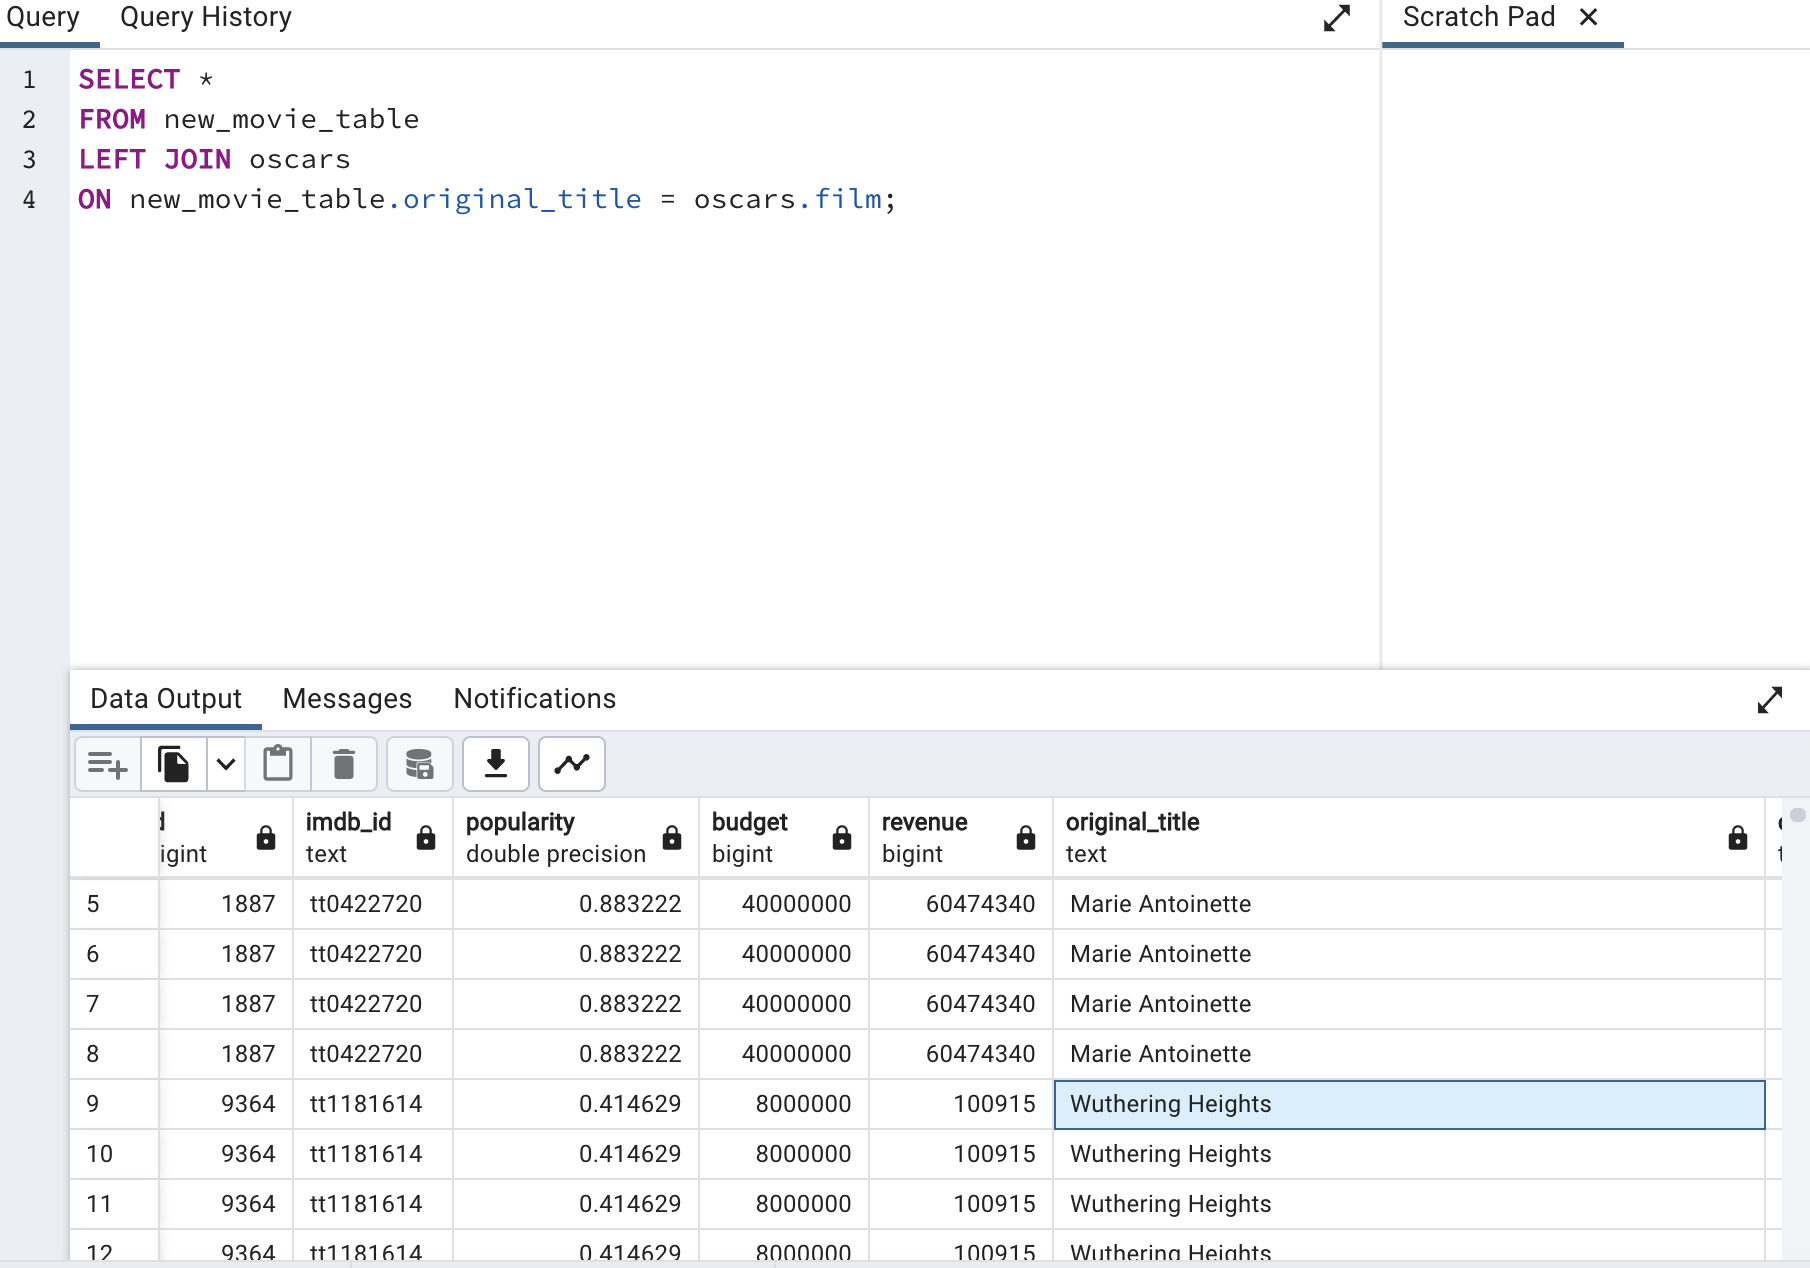 Query Query History Scratch Pad
1 SELECT *
2 FROM new_movie_table
3 LEFT JOIN oscars
4 ON new_movie_table.original_title = oscars.film;
Data Output Messages Notifications
imdb_id popularity budget revenue original_title
igint text double precision bigint bigint text
5 1887 tt0422720 0.883222 40000000 60474340 Marie Antoinette
6 1887 tt0422720 0.883222 40000000 60474340 Marie Antoinette
7 1887 tt0422720 0.883222 40000000 60474340 Marie Antoinette
8 1887 tt0422720 0.883222 40000000 60474340 Marie Antoinette
9 9364 tt1181614 0.414629 8000000 100915 Wuthering Heights
10 9364 tt1181614 0.414629 8000000 100915 Wuthering Heights
11 9364 tt1181614 0.414629 8000000 100915 Wuthering Heights
12 9364 tt1181614 0.414629 8000000 100915 Wuthering Heights